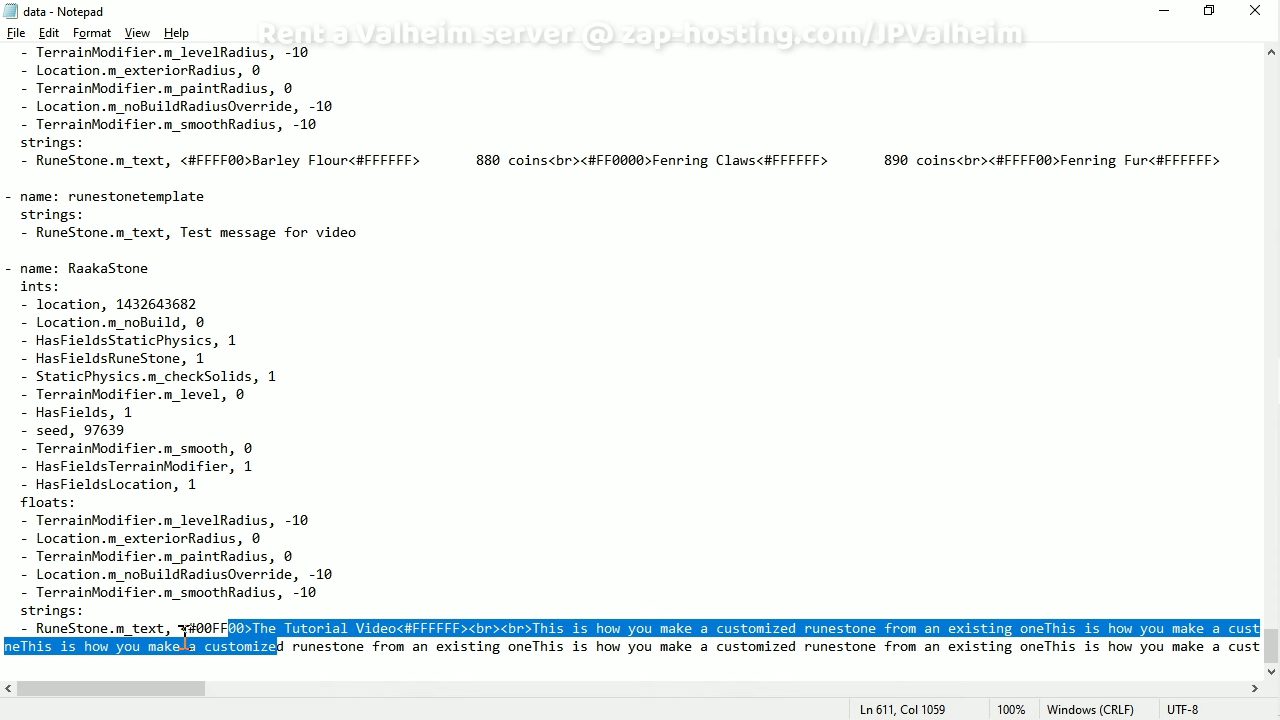 data - Notepad
Rent a Valheim server @ zap-hosting.com/JPValheim
File Edit Format View Help
- TerrainModifier.m_levelRadius, -10
- Location.m_exteriorRadius, 0
- TerrainModifier.m_paintRadius, 0
- Location.m_noBuildRadiusOverride, -10
- TerrainModifier.m_smoothRadius, -10
strings:
- RuneStone.m_text, <#FFFF00>Barley Flour<#FFFFFF> 880 coins<br><#FF0000>Fenring Claws<#FFFFFF> 890 coins<br><#FFFF00>Fenring Fur<#FFFFFF>
- name: runestonetemplate
strings:
- RuneStone.m_text, Test message for video
- name: RaakaStone
ints:
- location, 1432643682
- Location.m_noBuild, 0
- HasFieldsStaticPhysics, 1
- HasFieldsRuneStone, 1
- StaticPhysics.m_checkSolids, 1
- TerrainModifier.m_level, 0
- HasFields, 1
- seed, 97639
- TerrainModifier.m_smooth, 0
- HasFieldsTerrainModifier, 1
- HasFieldsLocation, 1
floats:
- TerrainModifier.m_levelRadius, -10
- Location.m_exteriorRadius, 0
- TerrainModifier.m_paintRadius, 0
- Location.m_noBuildRadiusOverride, -10
- TerrainModifier.m_smoothRadius, -10
strings:
- RuneStone.m_text, <#00FF00>The Tutorial Video<#FFFFFF><br><br>This is how you make a customized runestone from an existing oneThis is how you make a cust
neThis is how you make a customized runestone from an existing oneThis is how you make a customized runestone from an existing oneThis is how you make a cust
Ln 611, Col 1059 100% Windows (CRLF) UTF-8